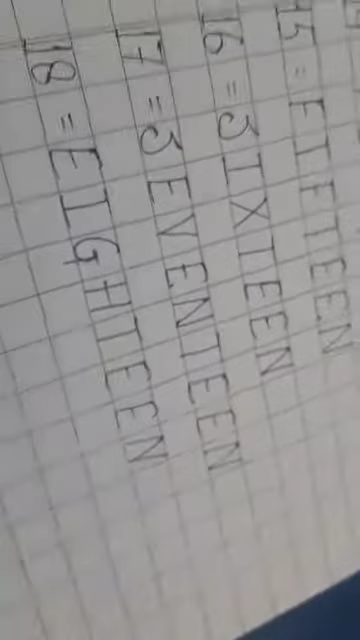 15 = FIFTEEN
16 = SIXTEEN
17 = SEVENTEEN
18 = EIGHTEEN